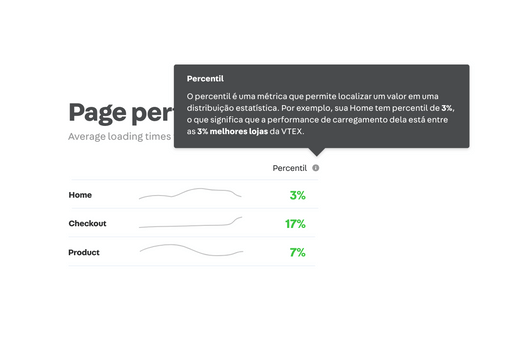 Percentil
O percentil é uma métrica que permite localizar um valor em uma
distribuição estatística. Por exemplo, sua Home tem percentil de 3%,
o que significa que a performance de carregamento dela está entre
as 3% melhores lojas da VTEX.
Page per
Average loading times
Percentil
Home 3%
Checkout 17%
Product 7%